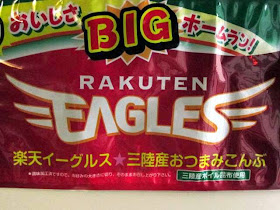 おいしさ BIG ホームラン!
RAKUTEN
EAGLES
楽天イーグルス★三陸産おつまみこんぶ
三陸産ボイル昆布使用